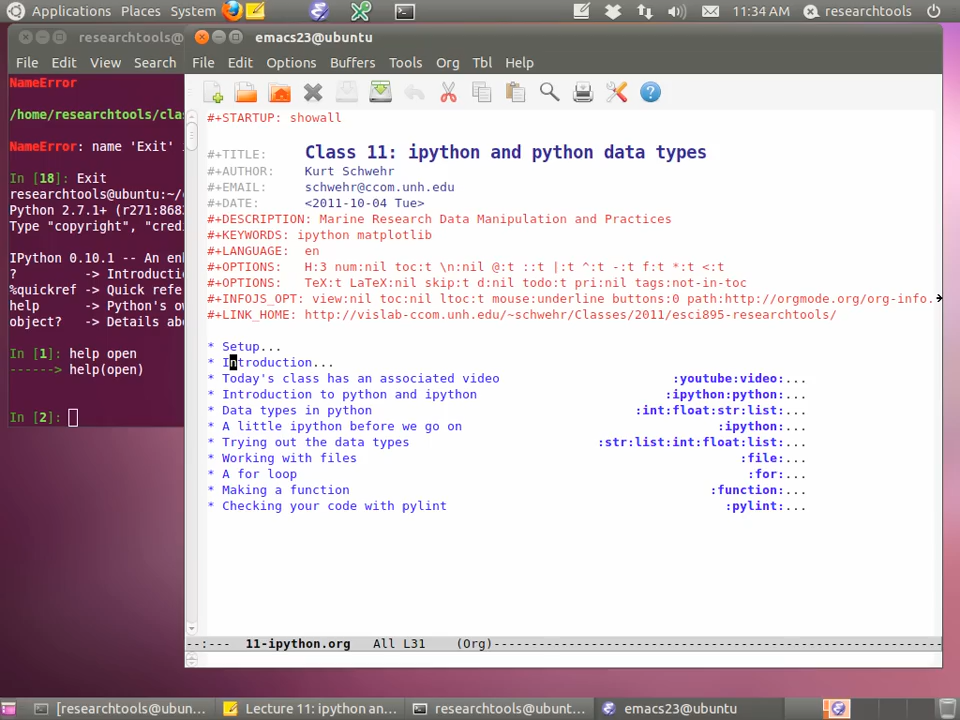 Applications Places System
11:34 AM researchtools
researchtools@
File Edit View Search
NameError
/home/researchtools/cla
NameError: name 'Exit'
In [18]: Exit
researchtools@ubuntu:~/
Python 2.7.1+ (r271:868
Type "copyright", "cred
IPython 0.10.1 -- An en
? -> Introducti
%quickref -> Quick refe
help -> Python's ow
object? -> Details abo
In [1]: help open
------> help(open)
In [2]:
emacs23@ubuntu
File Edit Options Buffers Tools Org Tbl Help
#+STARTUP: showall
#+TITLE: Class 11: ipython and python data types
#+AUTHOR: Kurt Schwehr
#+EMAIL: schwehr@ccom.unh.edu
#+DATE: <2011-10-04 Tue>
#+DESCRIPTION: Marine Research Data Manipulation and Practices
#+KEYWORDS: ipython matplotlib
#+LANGUAGE: en
#+OPTIONS: H:3 num:nil toc:t \n:nil @:t ::t |:t ^:t -:t f:t *:t <:t
#+OPTIONS: TeX:t LaTeX:nil skip:t d:nil todo:t pri:nil tags:not-in-toc
#+INFOJS_OPT: view:nil toc:nil ltoc:t mouse:underline buttons:0 path:http://orgmode.org/org-info.
#+LINK_HOME: http://vislab-ccom.unh.edu/~schwehr/Classes/2011/esci895-researchtools/
* Setup...
* Introduction...
* Today's class has an associated video :youtube:video:...
* Introduction to python and ipython :ipython:python:...
* Data types in python :int:float:str:list:...
* A little ipython before we go on :ipython:...
* Trying out the data types :str:list:int:float:list:...
* Working with files :file:...
* A for loop :for:...
* Making a function :function:...
* Checking your code with pylint :pylint:...
--:--- 11-ipython.org All L31 (Org)------------------------------------------------------------
[researchtools@ubun... Lecture 11: ipython an... researchtools@ubunt... emacs23@ubuntu